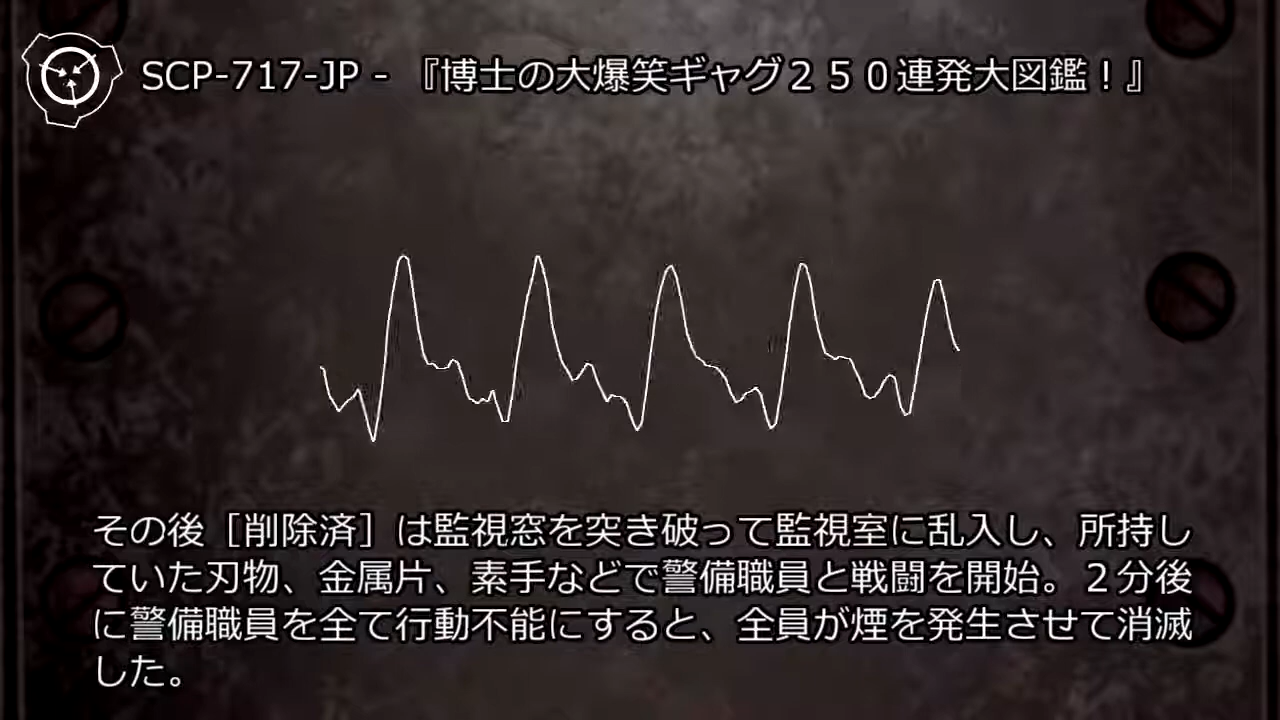 SCP-717-JP - 『博士の大爆笑ギャグ２５０連発大図鑑！』
その後［削除済］は監視窓を突き破って監視室に乱入し、所持し
ていた刃物、金属片、素手などで警備職員と戦闘を開始。２分後
に警備職員を全て行動不能にすると、全員が煙を発生させて消滅
した。